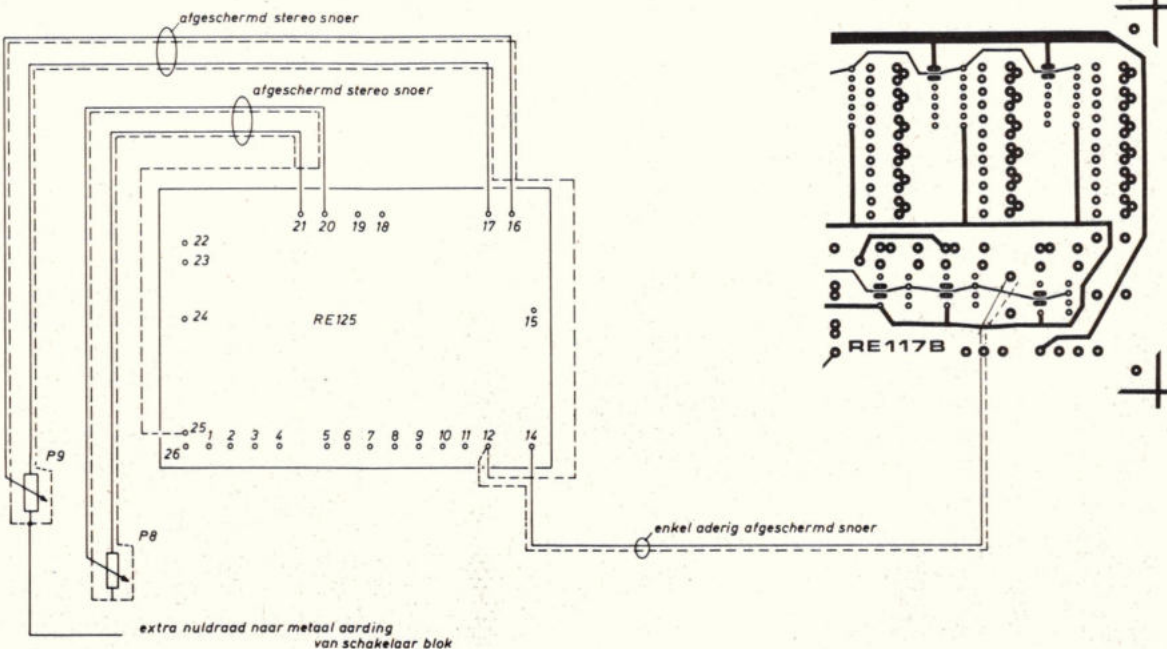 afgeschermd stereo snoer
afgeschermd stereo snoer
21 20 19 18 17 16
22
23
24
RE125
15
RE117B
25
26
1 2 3 4 5 6 7 8 9 10 11 12 14
P9
P8
enkel aderig afgeschermd snoer
extra nuldraad naar metaal aarding
van schakelaar blok